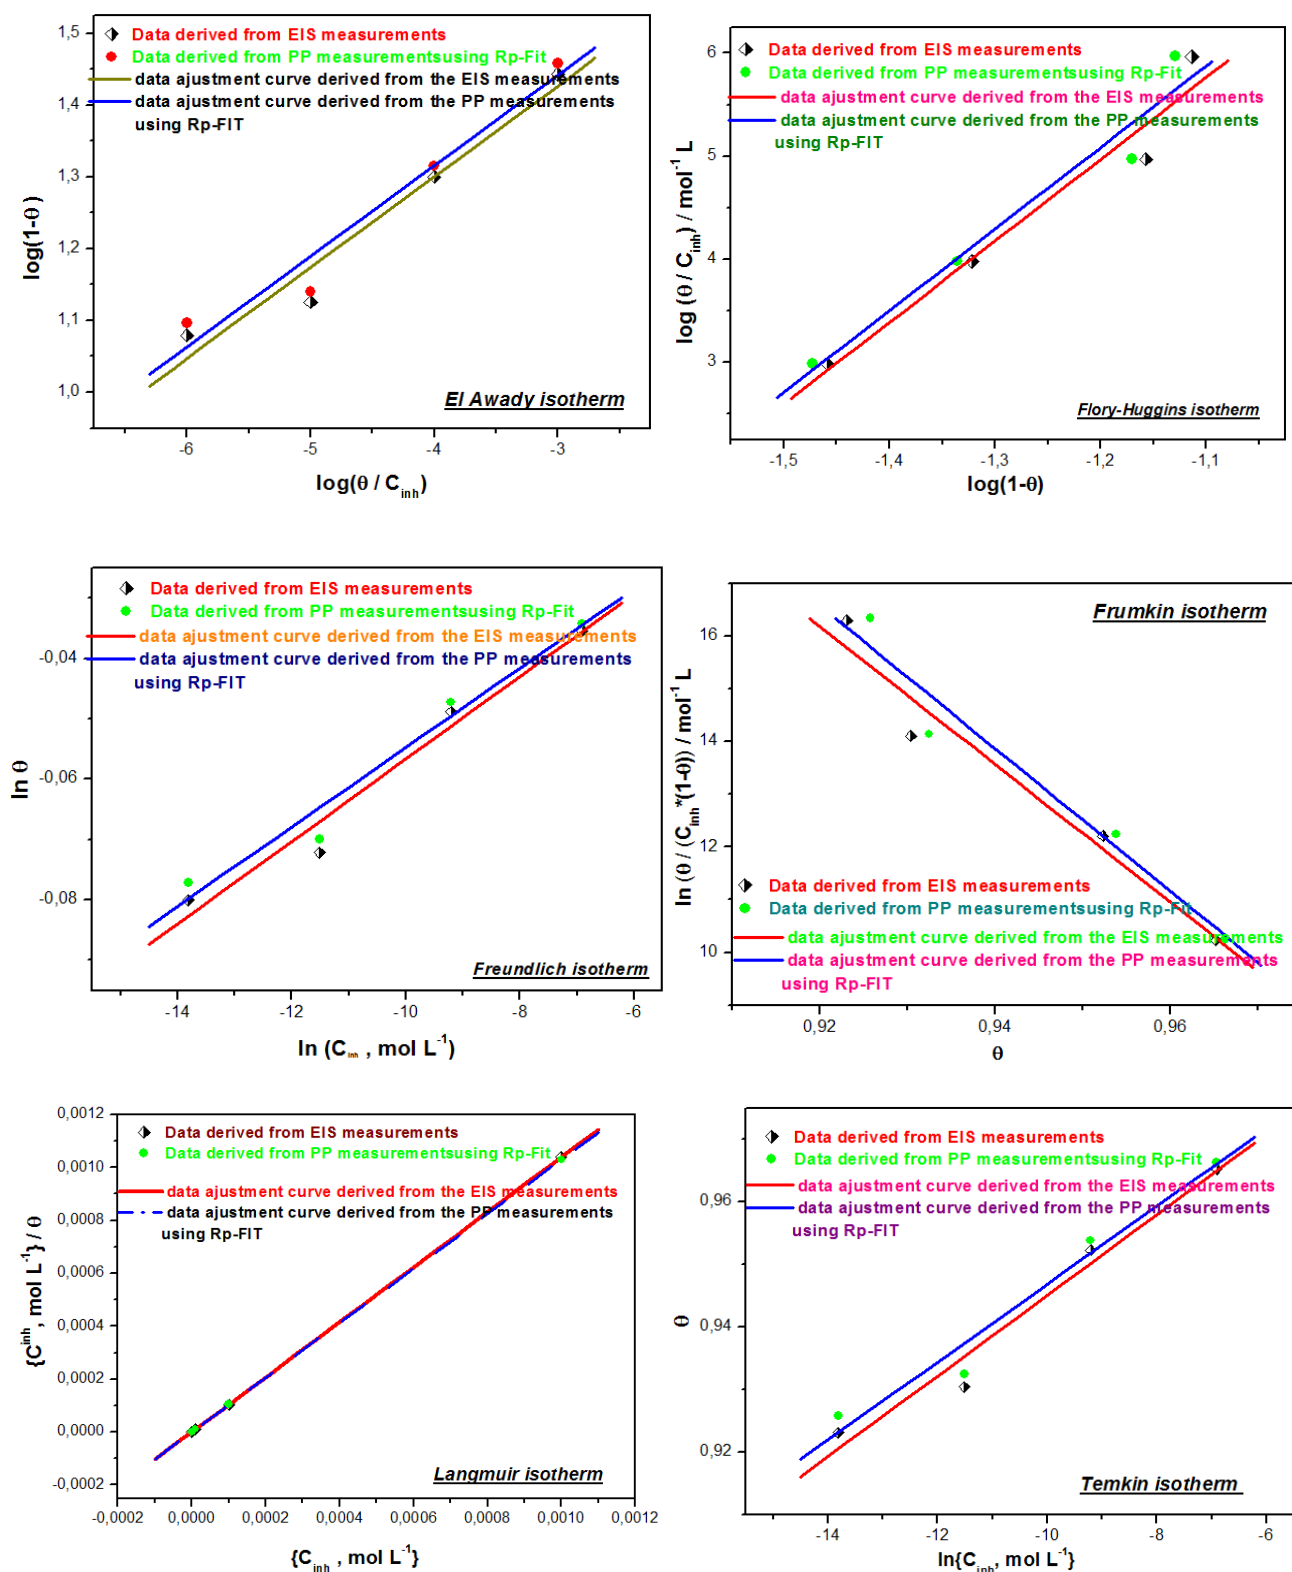 1,5
1,4
1,3
1,2
1,1
1,0
log(1-θ)
Data derived from EIS measurements
Data derived from PP measurementsusing Rp-Fit
data ajustment curve derived from the EIS measurements
data ajustment curve derived from the PP measurements
using Rp-FIT
El Awady isotherm
-6 -5 -4 -3
log(θ / C_inh)
6
5
4
3
log (θ / C_inh) / mol⁻¹ L
Data derived from EIS measurements
Data derived from PP measurementsusing Rp-Fit
data ajustment curve derived from the EIS measurements
data ajustment curve derived from the PP measurements
using Rp-FIT
Flory-Huggins isotherm
-1,5 -1,4 -1,3 -1,2 -1,1
log(1-θ)
-0,04
-0,06
-0,08
ln θ
Data derived from EIS measurements
Data derived from PP measurementsusing Rp-Fit
data ajustment curve derived from the EIS measurements
data ajustment curve derived from the PP measurements
using Rp-FIT
Freundlich isotherm
-14 -12 -10 -8 -6
ln (C_inh , mol L⁻¹)
16
14
12
10
ln (θ / (C_inh*(1-θ)) / mol⁻¹ L
Frumkin isotherm
Data derived from EIS measurements
Data derived from PP measurementsusing Rp-Fit
data ajustment curve derived from the EIS measurements
data ajustment curve derived from the PP measurements
using Rp-FIT
0,92 0,94 0,96
θ
0,0012
0,0010
0,0008
0,0006
0,0004
0,0002
0,0000
-0,0002
{C^inh, mol L⁻¹} / θ
Data derived from EIS measurements
Data derived from PP measurementsusing Rp-Fit
data ajustment curve derived from the EIS measurements
data ajustment curve derived from the PP measurements
using Rp-FIT
Langmuir isotherm
-0,0002 0,0000 0,0002 0,0004 0,0006 0,0008 0,0010 0,0012
{C_inh , mol L⁻¹}
0,96
0,94
0,92
θ
Data derived from EIS measurements
Data derived from PP measurementsusing Rp-Fit
data ajustment curve derived from the EIS measurements
data ajustment curve derived from the PP measurements
using Rp-FIT
Temkin isotherm
-14 -12 -10 -8 -6
ln{C_inh, mol L⁻¹}